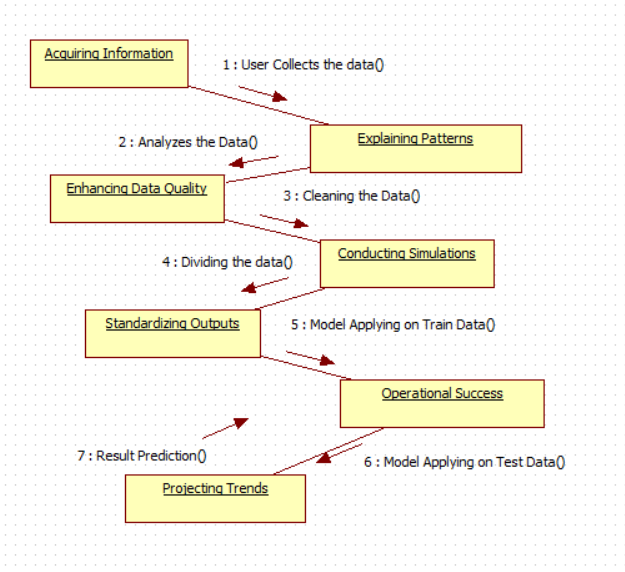 Acquiring Information
1 : User Collects the data()
Explaining Patterns
2 : Analyzes the Data()
Enhancing Data Quality
3 : Cleaning the Data()
Conducting Simulations
4 : Dividing the data()
Standardizing Outputs
5 : Model Applying on Train Data()
Operational Success
7 : Result Prediction()
6 : Model Applying on Test Data()
Projecting Trends